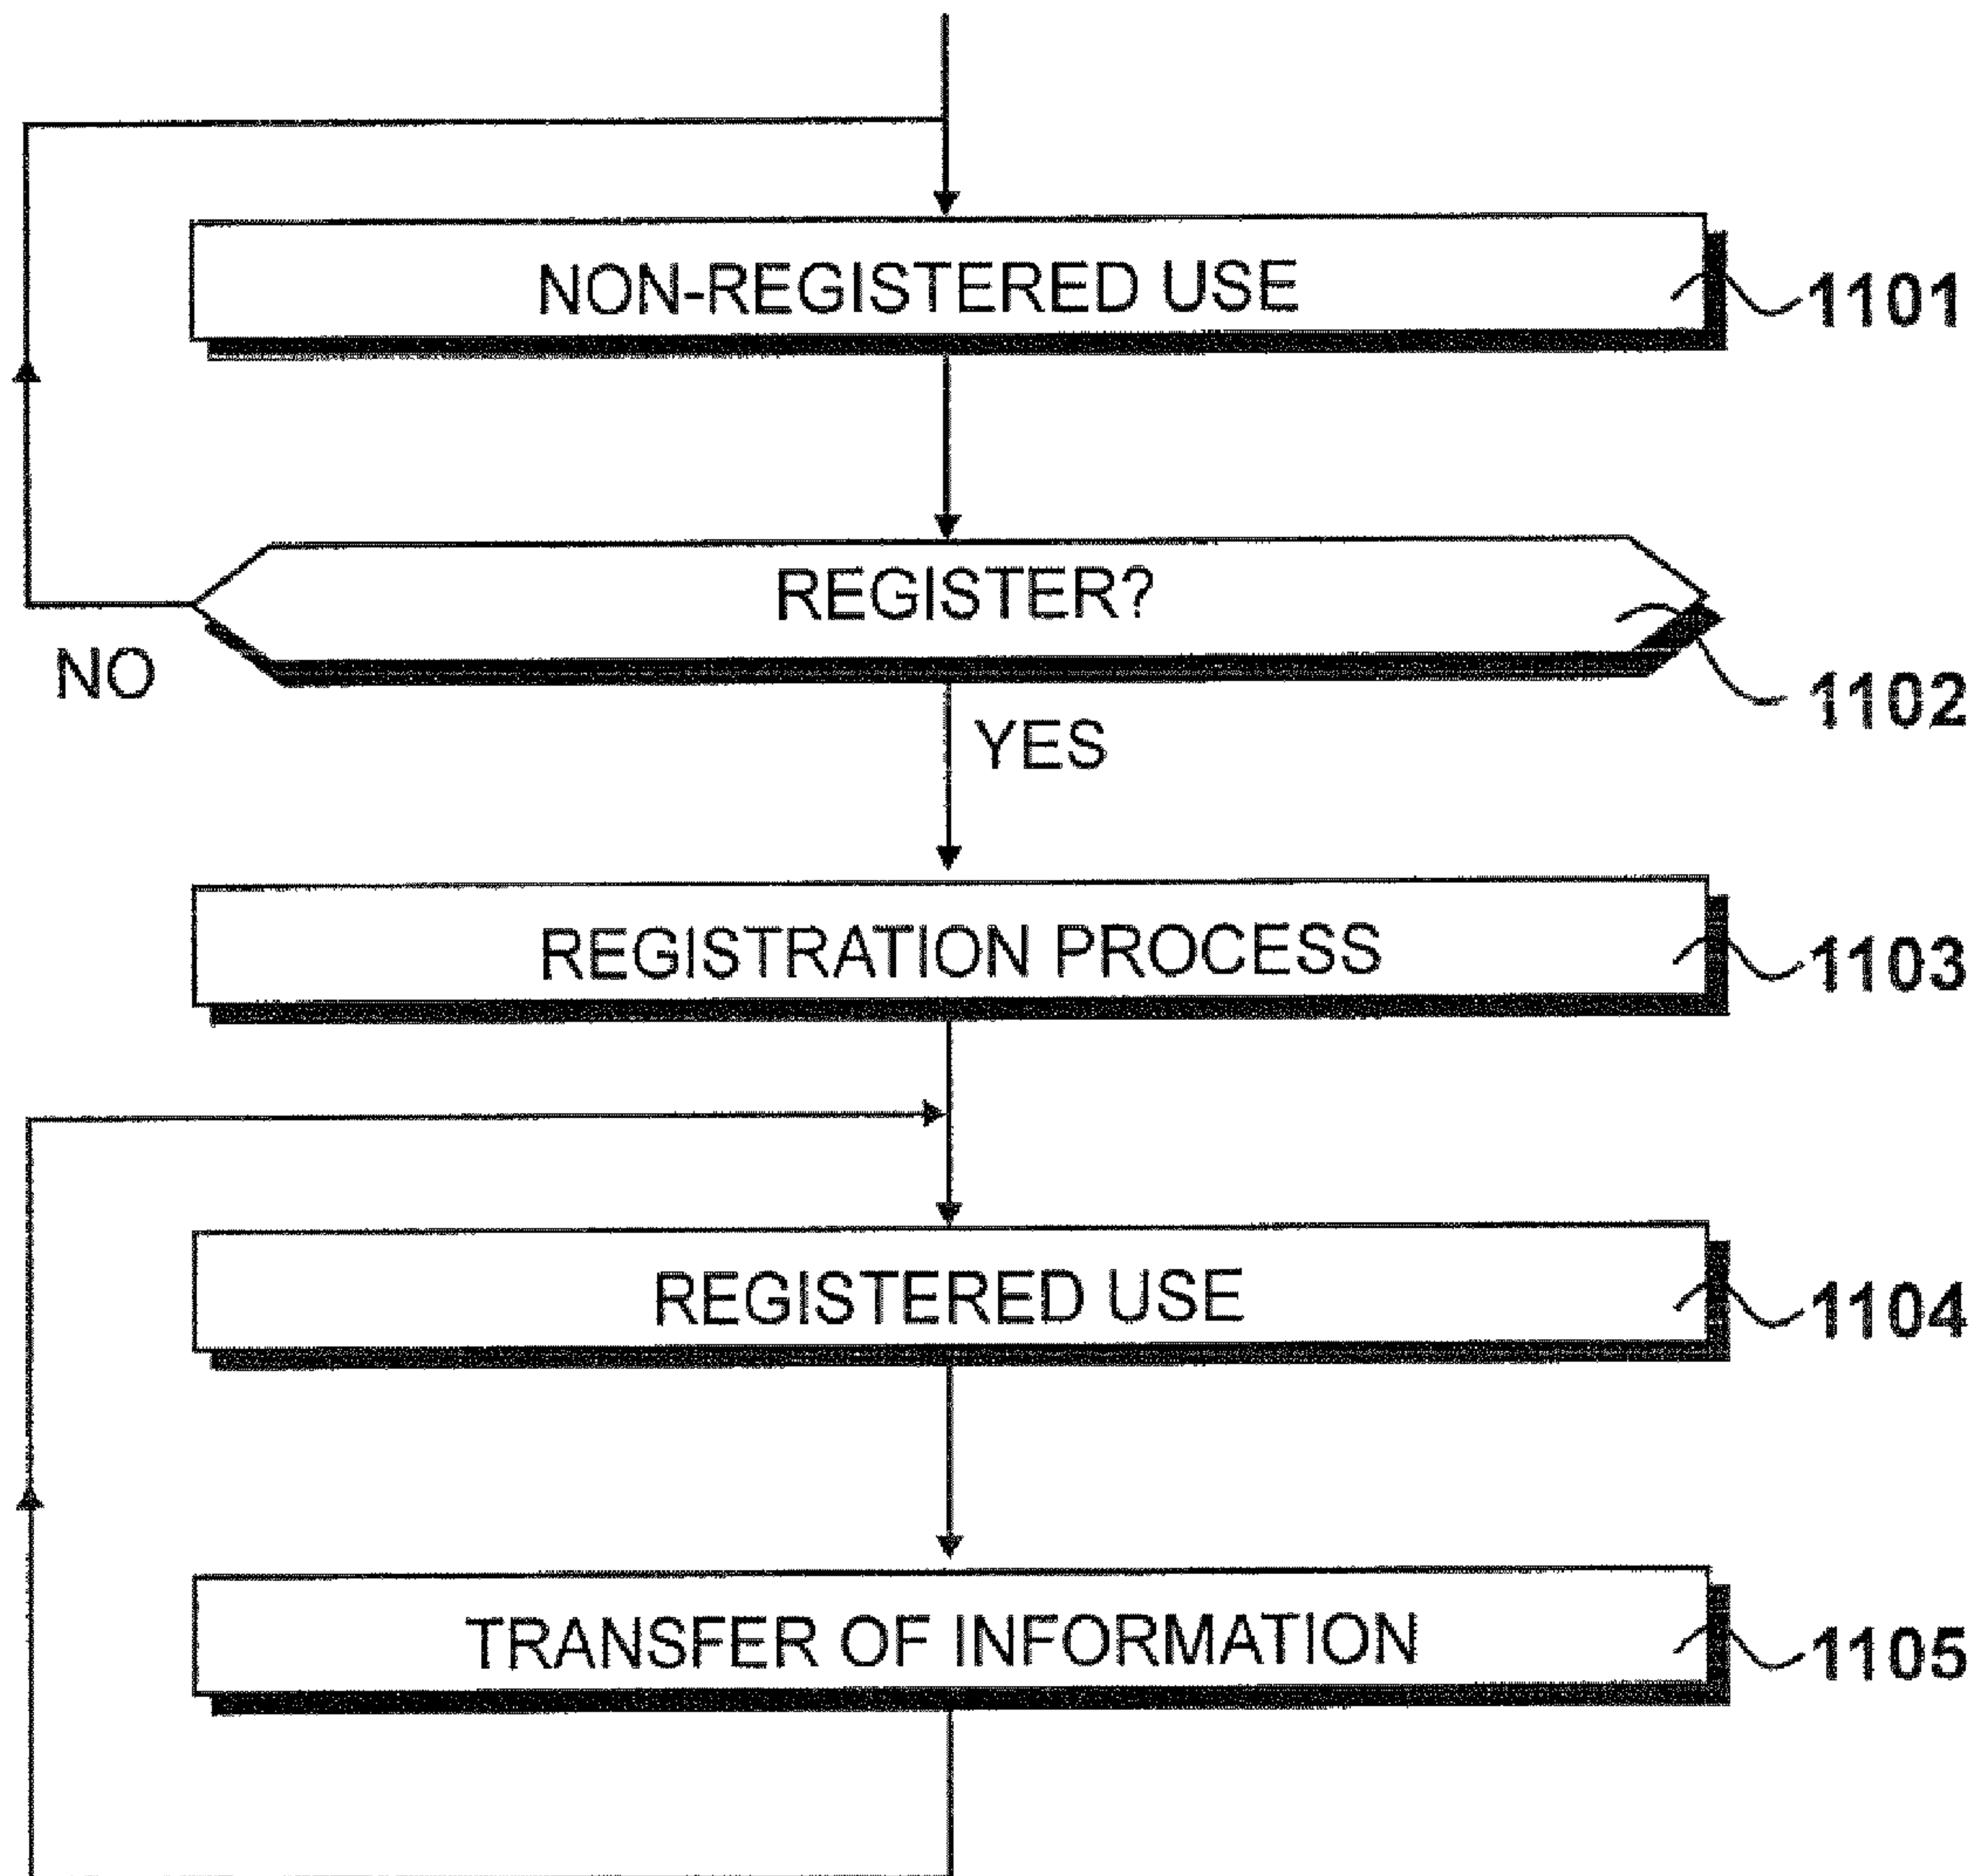 NON-REGISTERED USE
1101
REGISTER?
1102
NO
YES
REGISTRATION PROCESS
1103
REGISTERED USE
1104
TRANSFER OF INFORMATION
1105